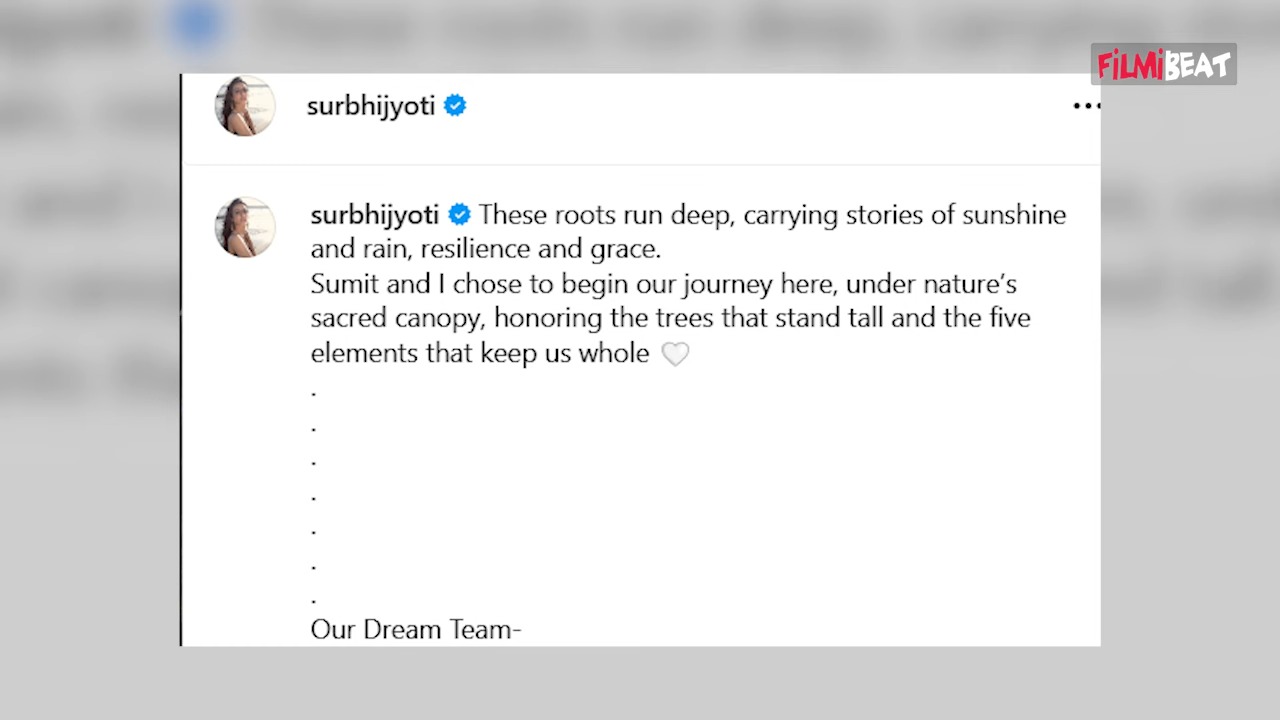 FILMIBEAT
surbhijyoti
surbhijyoti These roots run deep, carrying stories of sunshine
and rain, resilience and grace.
Sumit and I chose to begin our journey here, under nature’s
sacred canopy, honoring the trees that stand tall and the five
elements that keep us whole 🤍
.
.
.
.
.
.
.
Our Dream Team-